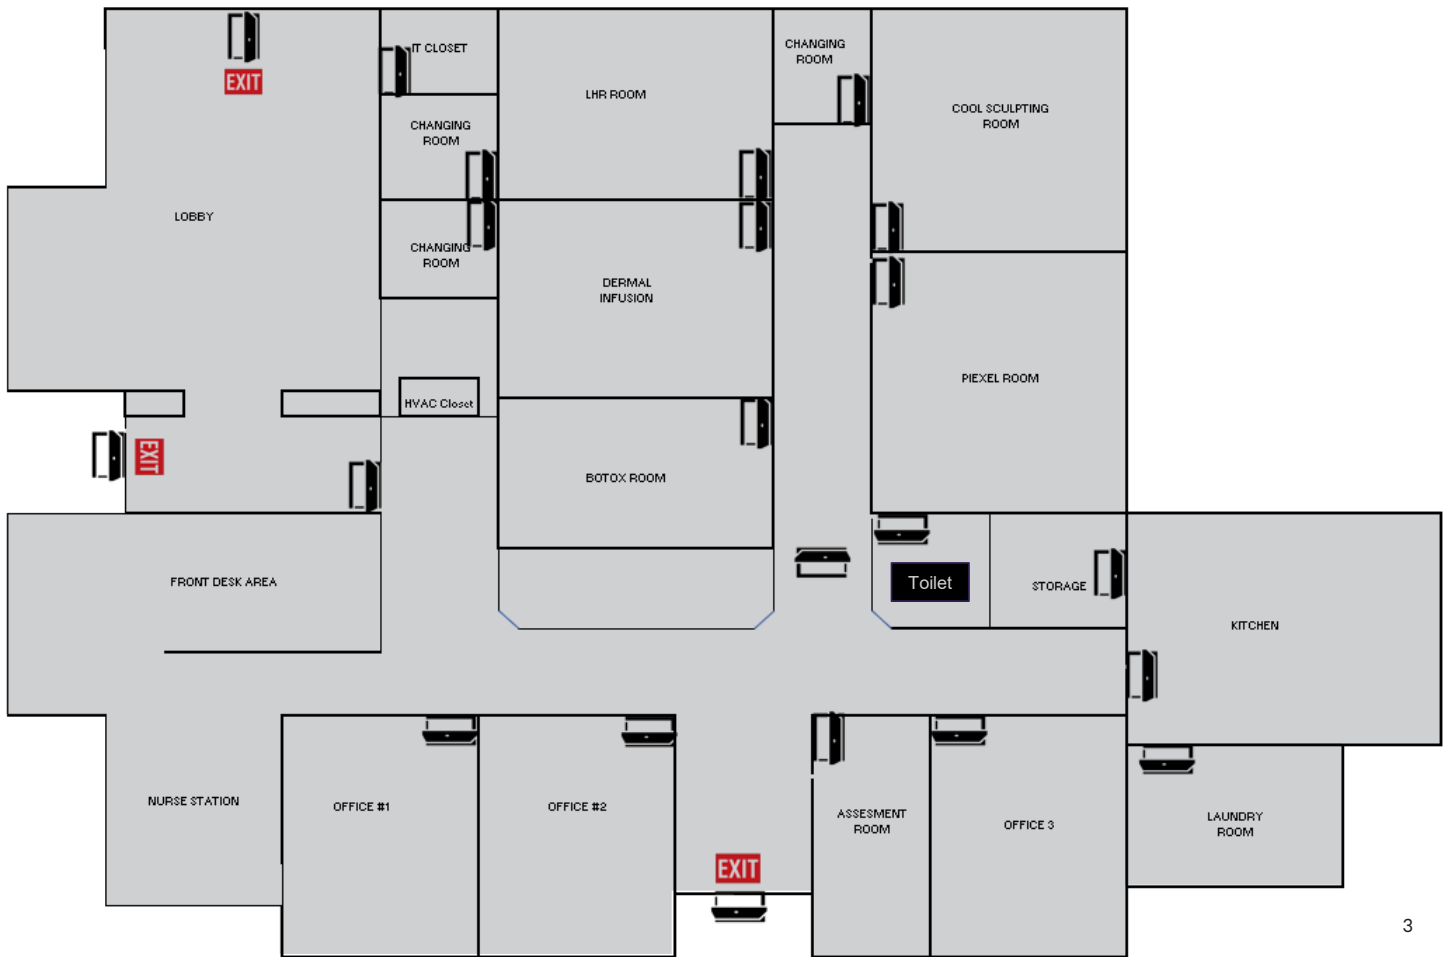 IT CLOSET
CHANGING
ROOM
EXIT
LHR ROOM
COOL SCULPTING
ROOM
CHANGING
ROOM
LOBBY
CHANGING
ROOM
DERMAL
INFUSION
PIEXEL ROOM
HVAC Closet
EXIT
BOTOX ROOM
FRONT DESK AREA
Toilet
STORAGE
KITCHEN
NURSE STATION
OFFICE #1
OFFICE #2
ASSESMENT
ROOM
OFFICE 3
LAUNDRY
ROOM
EXIT
3